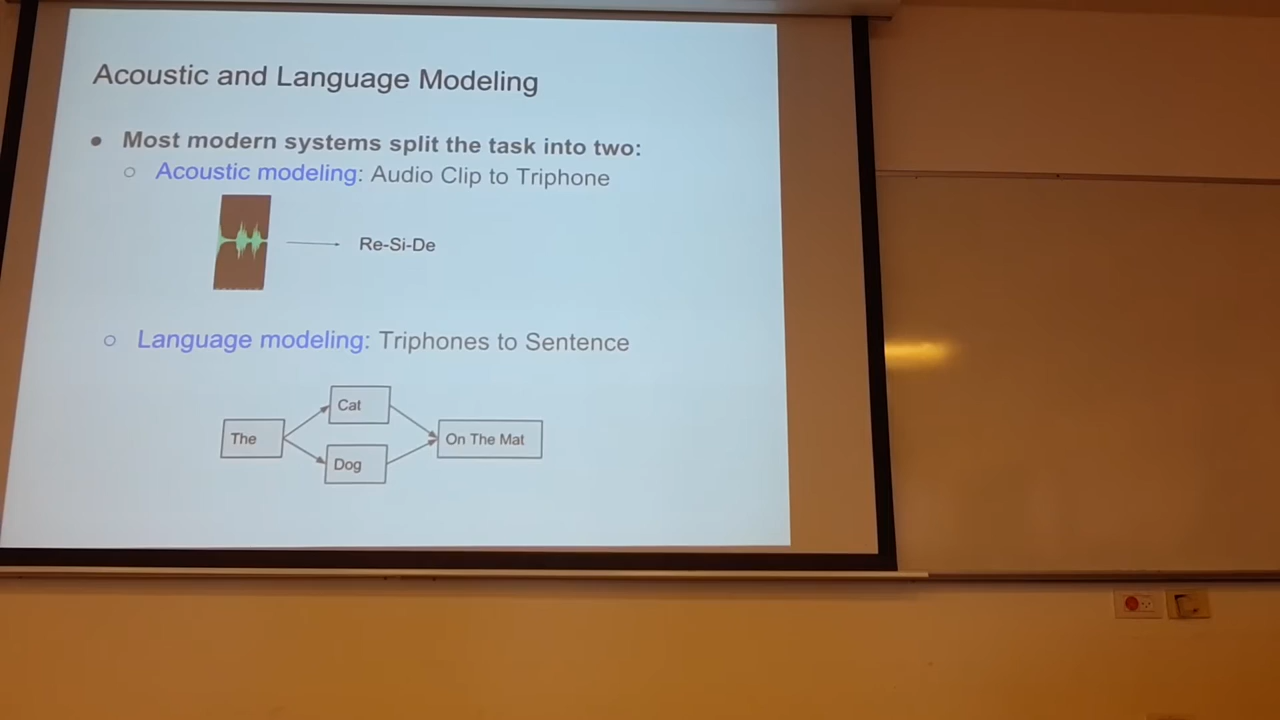 Acoustic and Language Modeling
● Most modern systems split the task into two:
○ Acoustic modeling: Audio Clip to Triphone
Re-Si-De
○ Language modeling: Triphones to Sentence
Cat
The
On The Mat
Dog